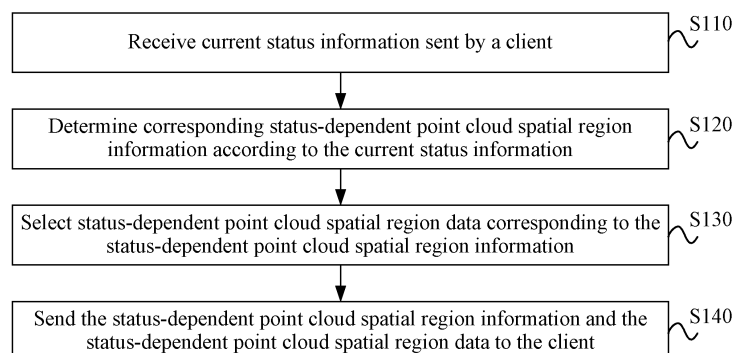 S110
Receive current status information sent by a client
S120
Determine corresponding status-dependent point cloud spatial region
information according to the current status information
S130
Select status-dependent point cloud spatial region data corresponding to the
status-dependent point cloud spatial region information
S140
Send the status-dependent point cloud spatial region information and the
status-dependent point cloud spatial region data to the client